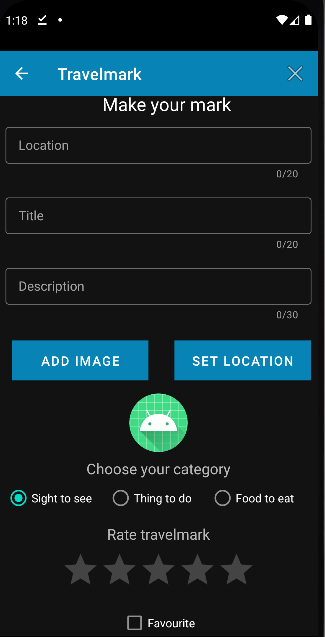 1:18
Travelmark
Make your mark
Location
0/20
Title
0/20
Description
0/30
ADD IMAGE SET LOCATION
Choose your category
Sight to see Thing to do Food to eat
Rate travelmark
Favourite